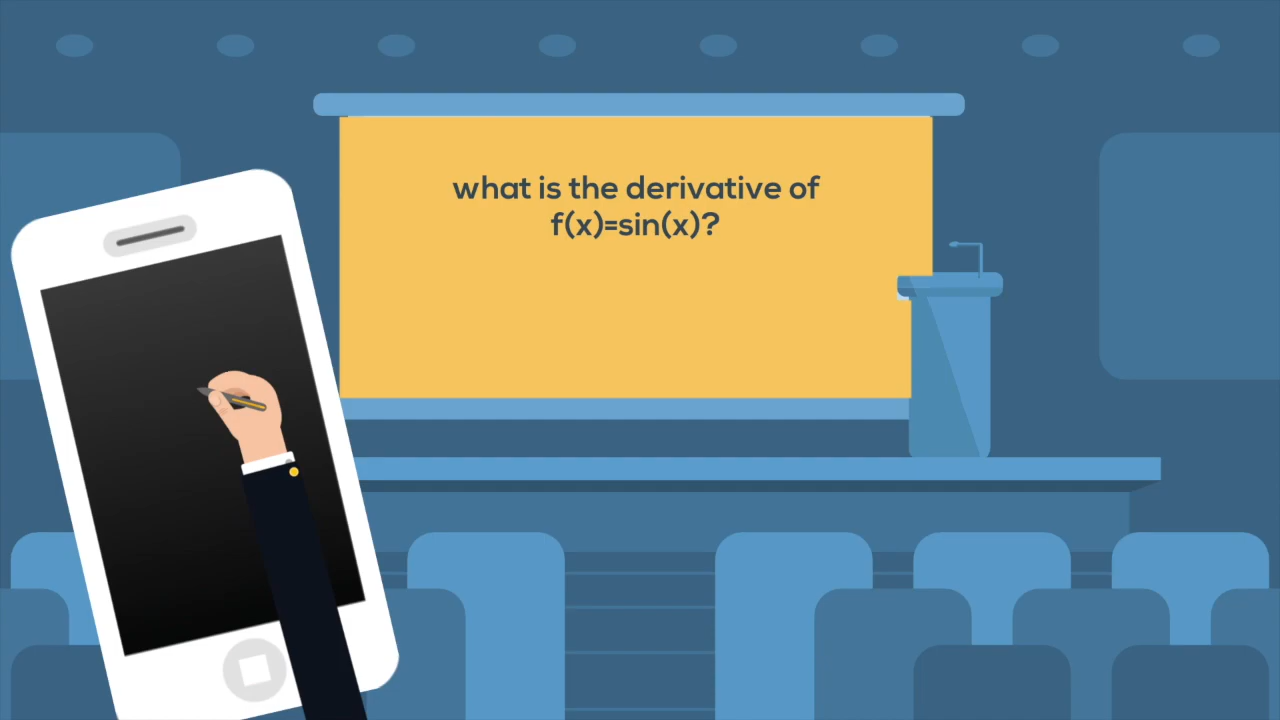 what is the derivative of
f(x)=sin(x)?